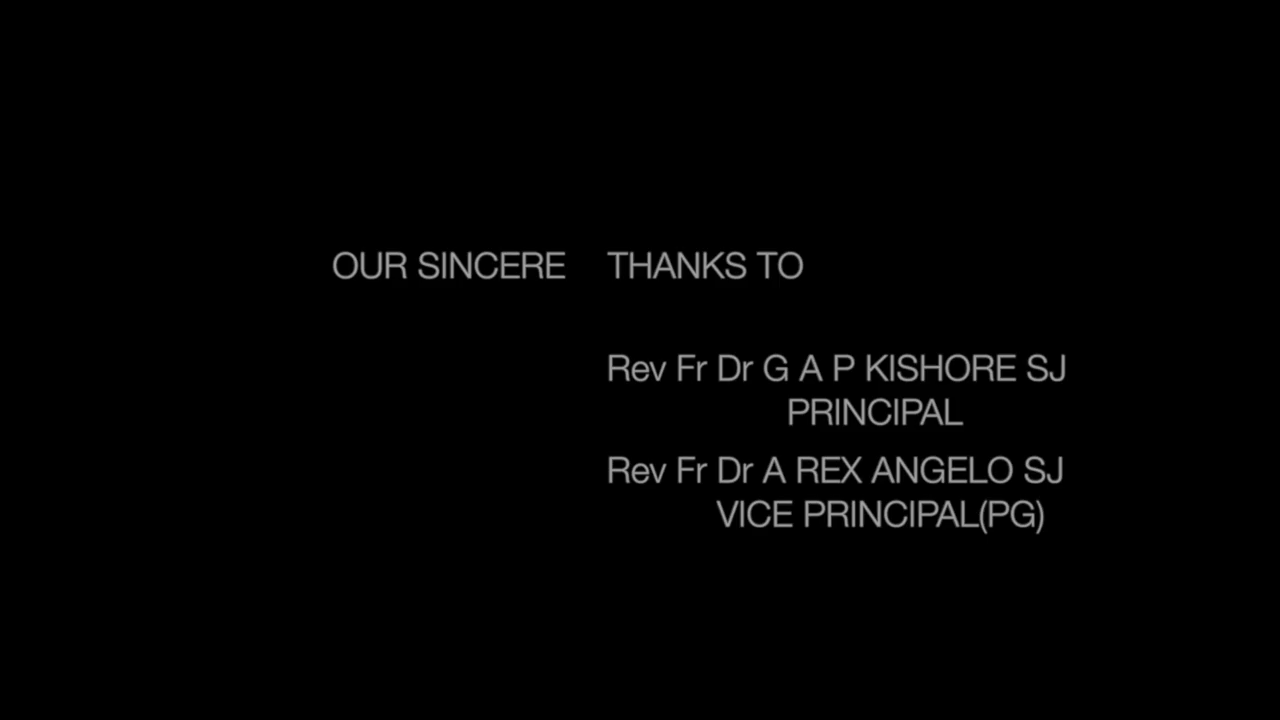 OUR SINCERE THANKS TO
Rev Fr Dr G A P KISHORE SJ
PRINCIPAL
Rev Fr Dr A REX ANGELO SJ
VICE PRINCIPAL(PG)